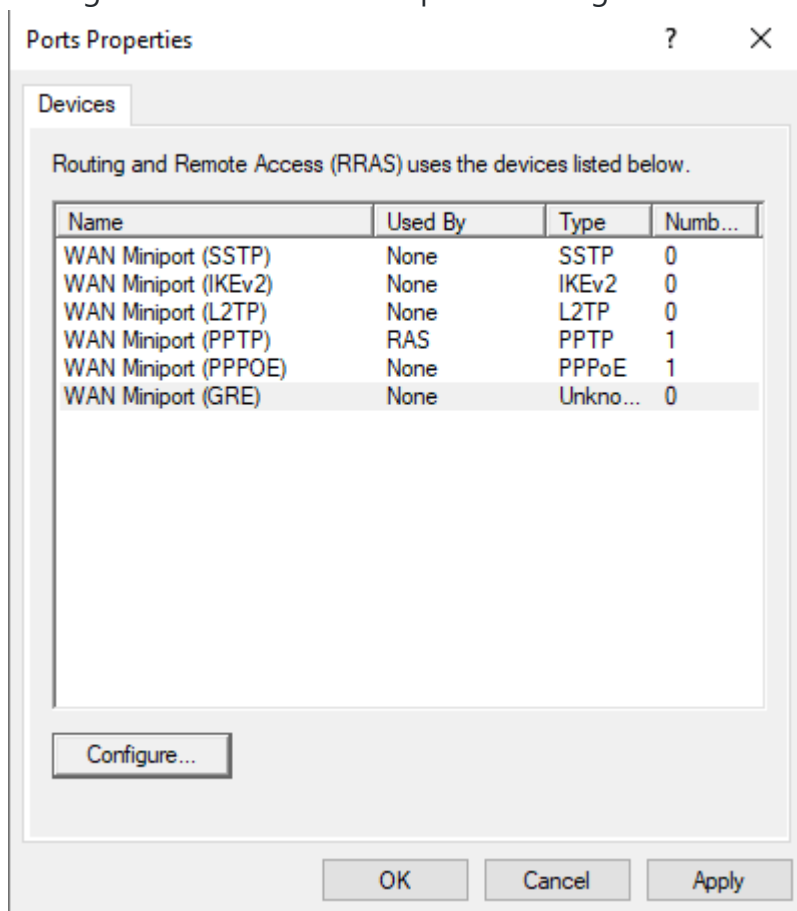 Ports Properties ? ×
Devices
Routing and Remote Access (RRAS) uses the devices listed below.
Name Used By Type Numb...
WAN Miniport (SSTP) None SSTP 0
WAN Miniport (IKEv2) None IKEv2 0
WAN Miniport (L2TP) None L2TP 0
WAN Miniport (PPTP) RAS PPTP 1
WAN Miniport (PPPOE) None PPPoE 1
WAN Miniport (GRE) None Unkno... 0
Configure...
OK Cancel Apply